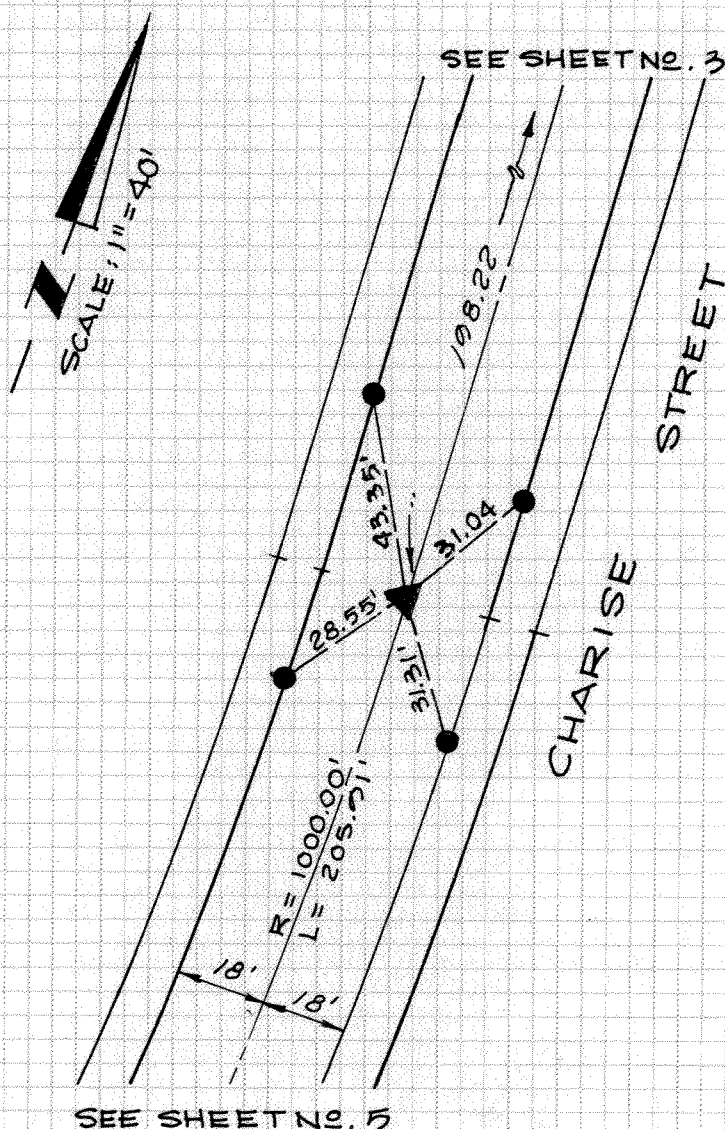 SEE SHEET No. 3
SCALE: 1"=40'
198.22
STREET
43.35'
31.04
28.55'
31.31'
CHARISE
R= 1000.00'
L= 205.71'
18'
18'
SEE SHEET No. 5